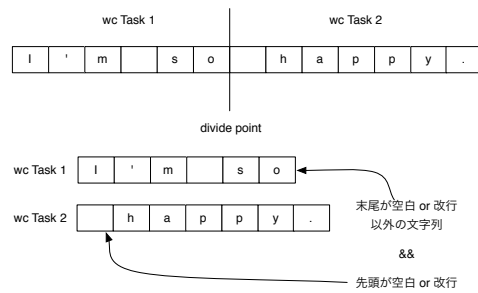 wc Task 1 wc Task 2
I ' m s o h a p p y .
divide point
wc Task 1 I ' m s o
wc Task 2 h a p p y .
末尾が空白 or 改行
以外の文字列
&&
先頭が空白 or 改行